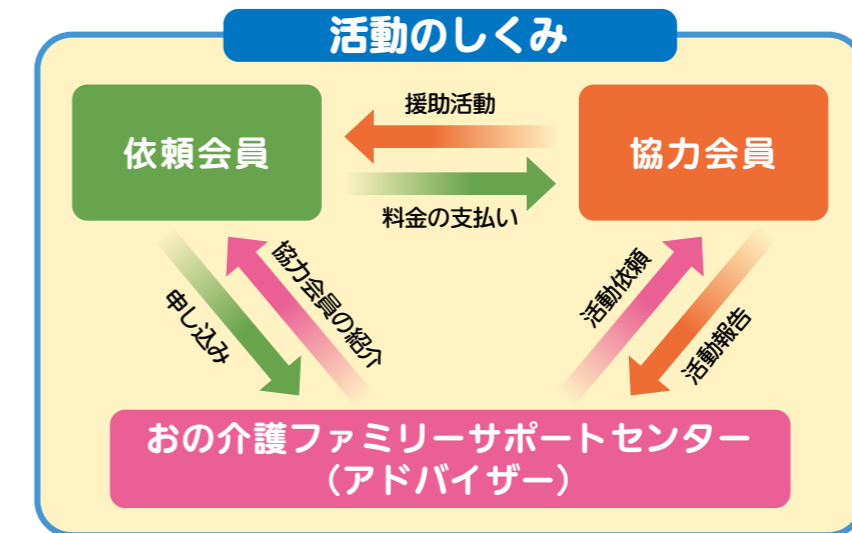 活動のしくみ
依頼会員
援助活動
協力会員
料金の支払い
申し込み
協力会員の紹介
活動依頼
活動報告
おの介護ファミリーサポートセンター
（アドバイザー）